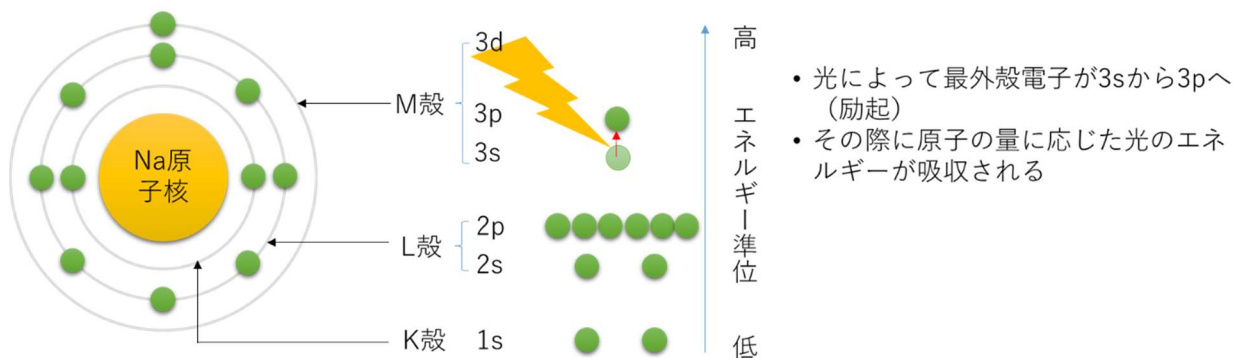 Na原
子核
M殻
3d
3p
3s
L殻
2p
2s
K殻
1s
高
エネルギー準位
低
• 光によって最外殻電子が3sから3pへ
（励起）
• その際に原子の量に応じた光のエネ
ルギーが吸収される